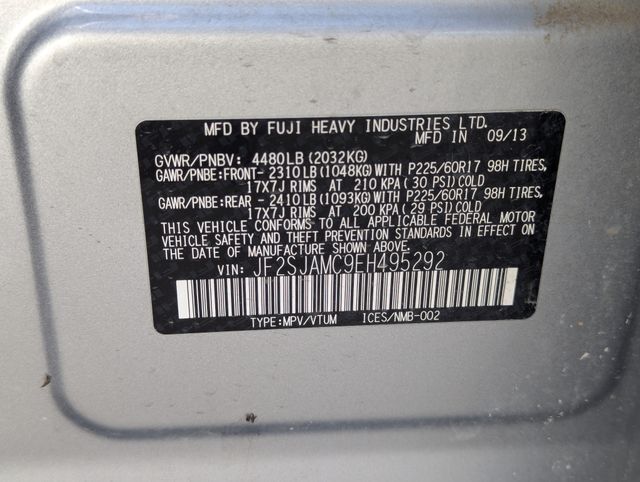 MFD BY FUJI HEAVY INDUSTRIES LTD.
MFD IN 09/13
GVWR/PNBV: 4480LB(2032KG)
GAWR/PNBE:FRONT-2310LB(1048KG)WITH P225/60R17 98H TIRES,
17X7J RIMS AT 210 KPA(30 PSI)COLD
GAWR/PNBE:REAR -2410LB(1093KG)WITH P225/60R17 98H TIRES,
17X7J RIMS AT 200 KPA(29 PSI)COLD
THIS VEHICLE CONFORMS TO ALL APPLICABLE FEDERAL MOTOR
VEHICLE SAFETY AND THEFT PREVENTION STANDARDS IN EFFECT ON
THE DATE OF MANUFACTURE SHOWN ABOVE.
VIN: JF2SJAMC9EH495292
TYPE:MPV/VTUM ICES/NMB-002